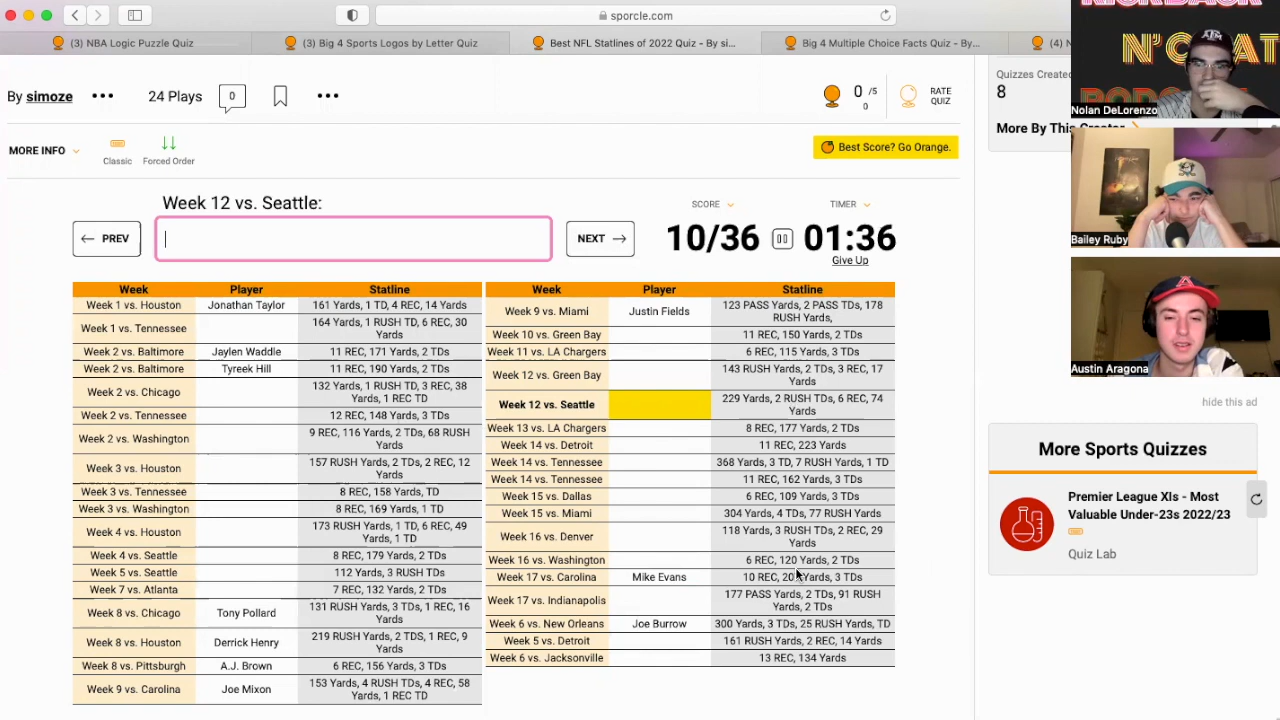 sporcle.com
(3) NBA Logic Puzzle Quiz
(3) Big 4 Sports Logos by Letter Quiz
Best NFL Statlines of 2022 Quiz - By si...
Big 4 Multiple Choice Facts Quiz - By...
By simoze
24 Plays
0
0 /5
0
RATE
QUIZ
Quizzes Created
8
More By This Creator
MORE INFO
Classic
Forced Order
Best Score? Go Orange.
Week 12 vs. Seattle:
PREV
NEXT
SCORE
10/36
TIMER
01:36
Give Up
Week Player Statline
Week 1 vs. Houston Jonathan Taylor 161 Yards, 1 TD, 4 REC, 14 Yards
Week 1 vs. Tennessee 164 Yards, 1 RUSH TD, 6 REC, 30
Yards
Week 2 vs. Baltimore Jaylen Waddle 11 REC, 171 Yards, 2 TDs
Week 2 vs. Baltimore Tyreek Hill 11 REC, 190 Yards, 2 TDs
Week 2 vs. Chicago 132 Yards, 1 RUSH TD, 3 REC, 38
Yards, 1 REC TD
Week 2 vs. Tennessee 12 REC, 148 Yards, 3 TDs
Week 2 vs. Washington 9 REC, 116 Yards, 2 TDs, 68 RUSH
Yards
Week 3 vs. Houston 157 RUSH Yards, 2 TDs, 2 REC, 12
Yards
Week 3 vs. Tennessee 8 REC, 158 Yards, TD
Week 3 vs. Washington 8 REC, 169 Yards, 1 TD
Week 4 vs. Houston 173 RUSH Yards, 1 TD, 6 REC, 49
Yards, 1 TD
Week 4 vs. Seattle 8 REC, 179 Yards, 2 TDs
Week 5 vs. Seattle 112 Yards, 3 RUSH TDs
Week 7 vs. Atlanta 7 REC, 132 Yards, 2 TDs
Week 8 vs. Chicago Tony Pollard 131 RUSH Yards, 3 TDs, 1 REC, 16
Yards
Week 8 vs. Houston Derrick Henry 219 RUSH Yards, 2 TDS, 1 REC, 9
Yards
Week 8 vs. Pittsburgh A.J. Brown 6 REC, 156 Yards, 3 TDs
Week 9 vs. Carolina Joe Mixon 153 Yards, 4 RUSH TDs, 4 REC, 58
Yards, 1 REC TD
Week Player Statline
Week 9 vs. Miami Justin Fields 123 PASS Yards, 2 PASS TDs, 178
RUSH Yards,
Week 10 vs. Green Bay 11 REC, 150 Yards, 2 TDs
Week 11 vs. LA Chargers 6 REC, 115 Yards, 3 TDs
Week 12 vs. Green Bay 143 RUSH Yards, 2 TDs, 3 REC, 17
Yards
Week 12 vs. Seattle 229 Yards, 2 RUSH TDs, 6 REC, 74
Yards
Week 13 vs. LA Chargers 8 REC, 177 Yards, 2 TDs
Week 14 vs. Detroit 11 REC, 223 Yards
Week 14 vs. Tennessee 368 Yards, 3 TD, 7 RUSH Yards, 1 TD
Week 14 vs. Tennessee 11 REC, 162 Yards, 3 TDs
Week 15 vs. Dallas 6 REC, 109 Yards, 3 TDs
Week 15 vs. Miami 304 Yards, 4 TDs, 77 RUSH Yards
Week 16 vs. Denver 118 Yards, 3 RUSH TDs, 2 REC, 29
Yards
Week 16 vs. Washington 6 REC, 120 Yards, 2 TDs
Week 17 vs. Carolina Mike Evans 10 REC, Yards, 3 TDs
Week 17 vs. Indianapolis 177 PASS Yards, 2 TDs, 91 RUSH
Yards, 2 TDs
Week 6 vs. New Orleans Joe Burrow 300 Yards, 3 TDs, 25 RUSH Yards, TD
Week 5 vs. Detroit 161 RUSH Yards, 2 REC, 14 Yards
Week 6 vs. Jacksonville 13 REC, 134 Yards
N'CHAT
Nolan DeLorenzo
Bailey Ruby
Austin Aragona
hide this ad
More Sports Quizzes
Premier League XIs - Most
Valuable Under-23s 2022/23
Quiz Lab